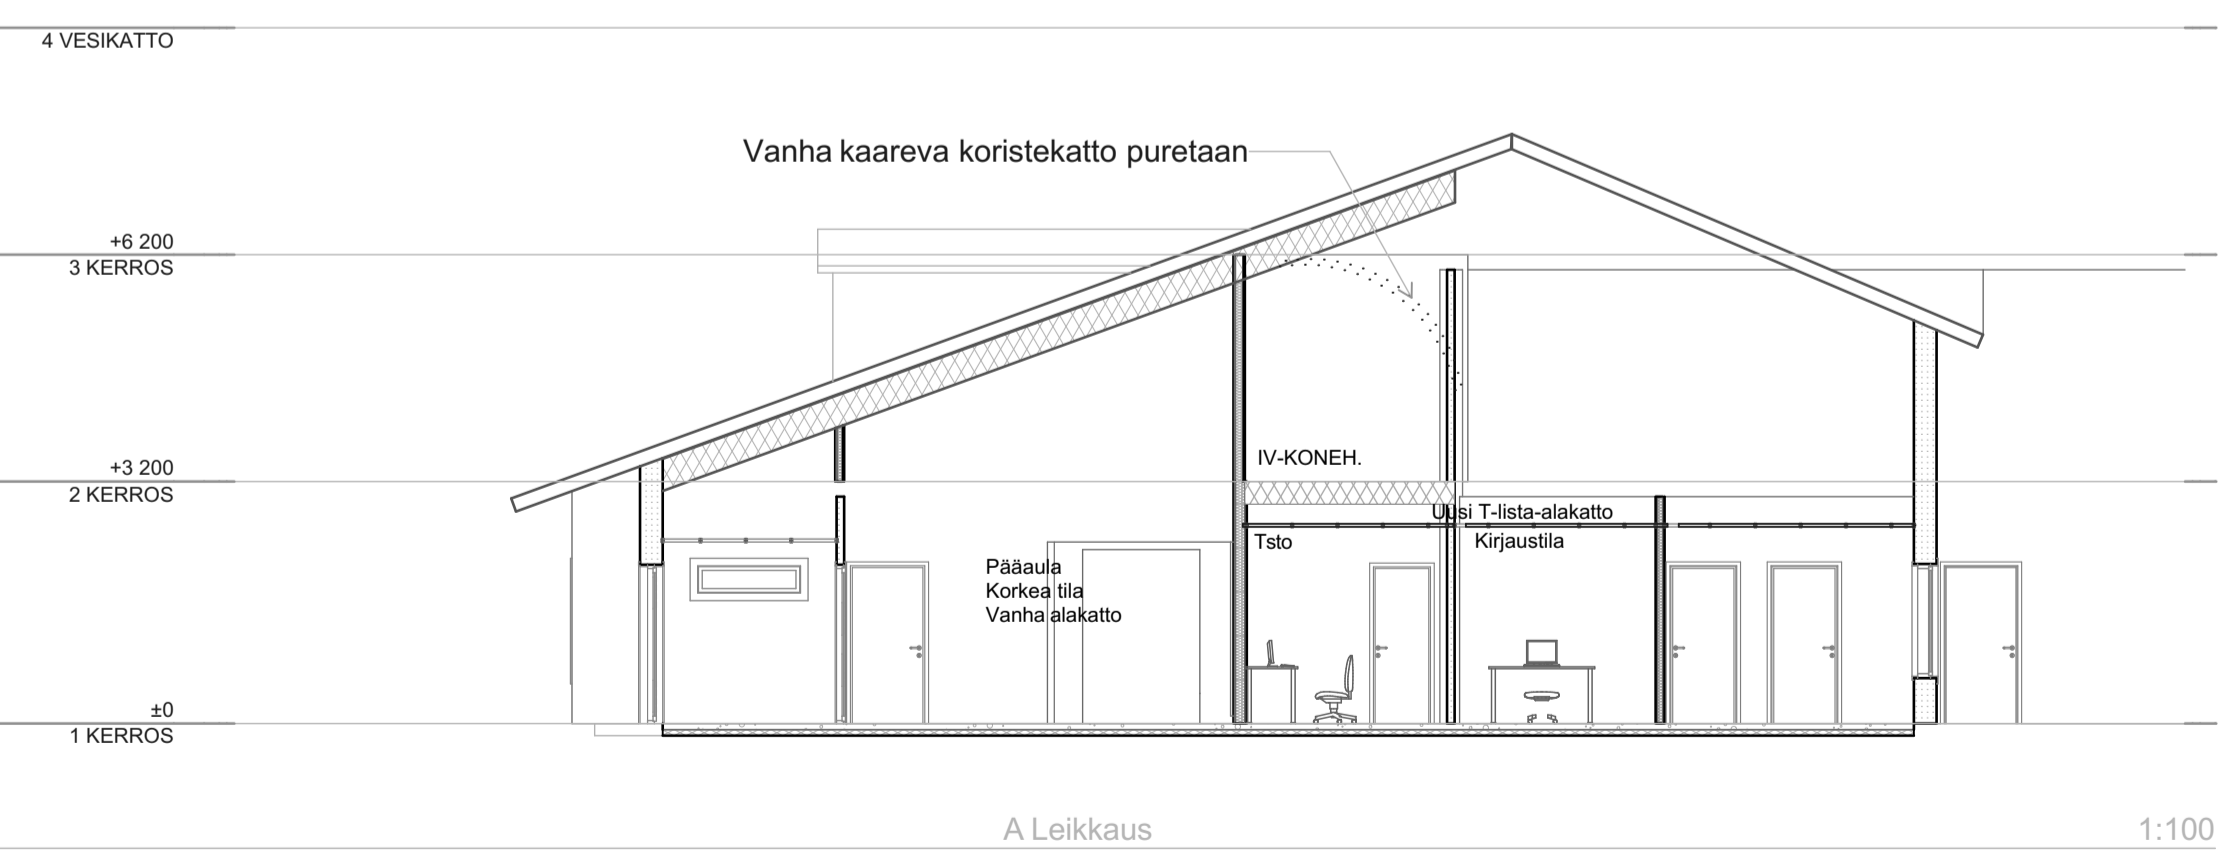 4 VESIKATTO
Vanha kaareva koristekatto puretaan
+6 200
3 KERROS
+3 200
2 KERROS
IV-KONEH.
Uusi T-lista-alakatto
Tsto
Kirjaustila
Pääaula
Korkea tila
Vanha alakatto
±0
1 KERROS
A Leikkaus
1:100